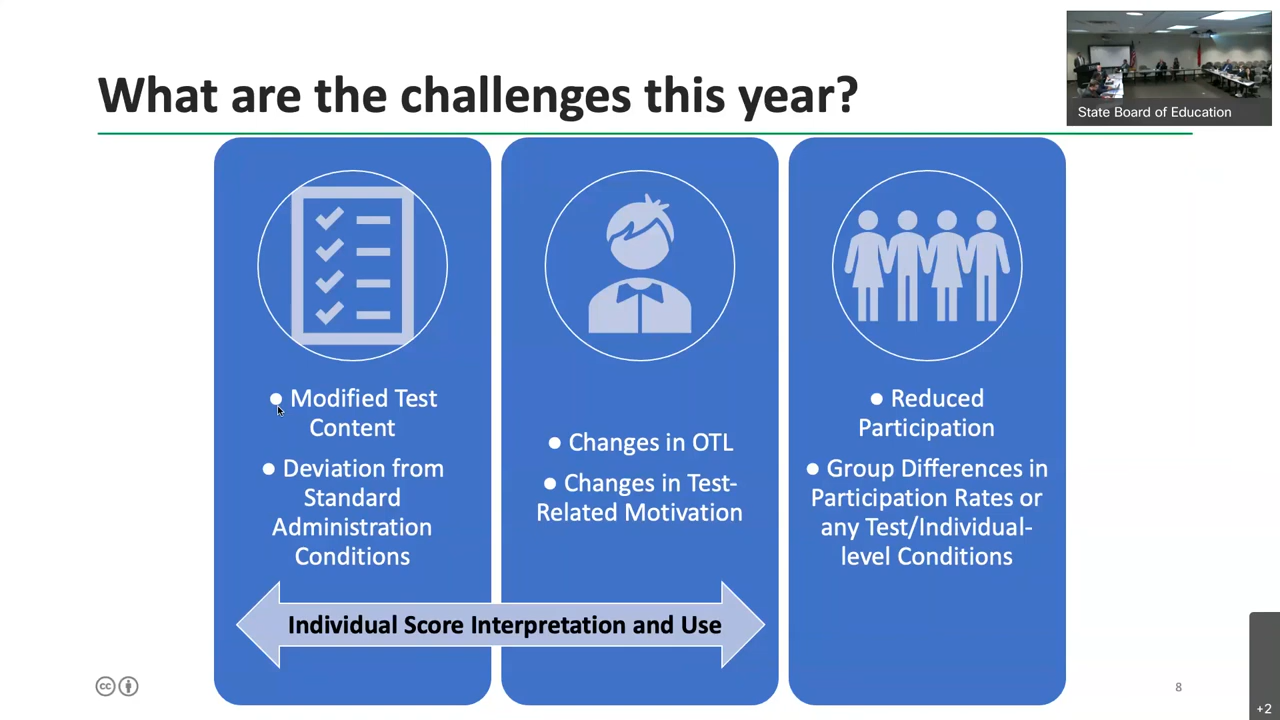 What are the challenges this year?
State Board of Education
● Modified Test
Content
● Deviation from
Standard
Administration
Conditions
● Changes in OTL
● Changes in Test-
Related Motivation
● Reduced
Participation
● Group Differences in
Participation Rates or
any Test/Individual-
level Conditions
Individual Score Interpretation and Use
cc
8
+2